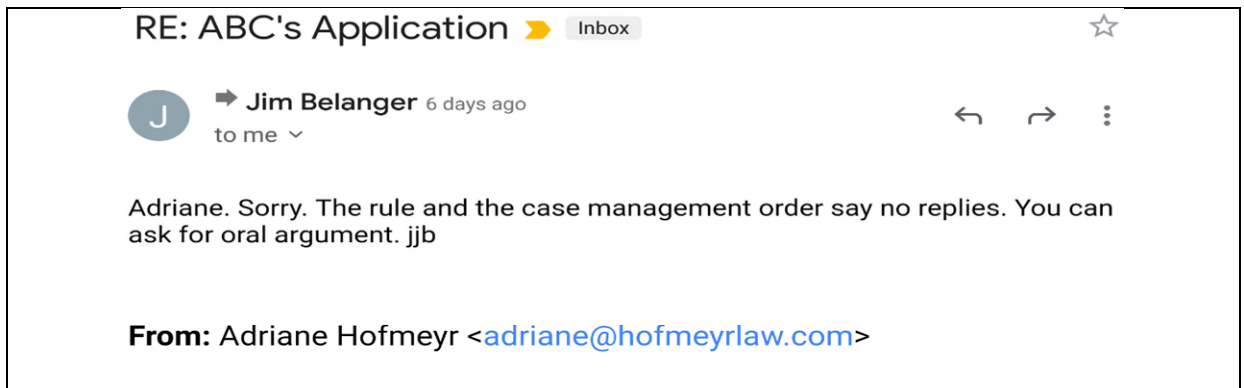 RE: ABC's Application Inbox
J
Jim Belanger 6 days ago
to me
Adriane. Sorry. The rule and the case management order say no replies. You can
ask for oral argument. jjb
From: Adriane Hofmeyr <adriane@hofmeyrlaw.com>